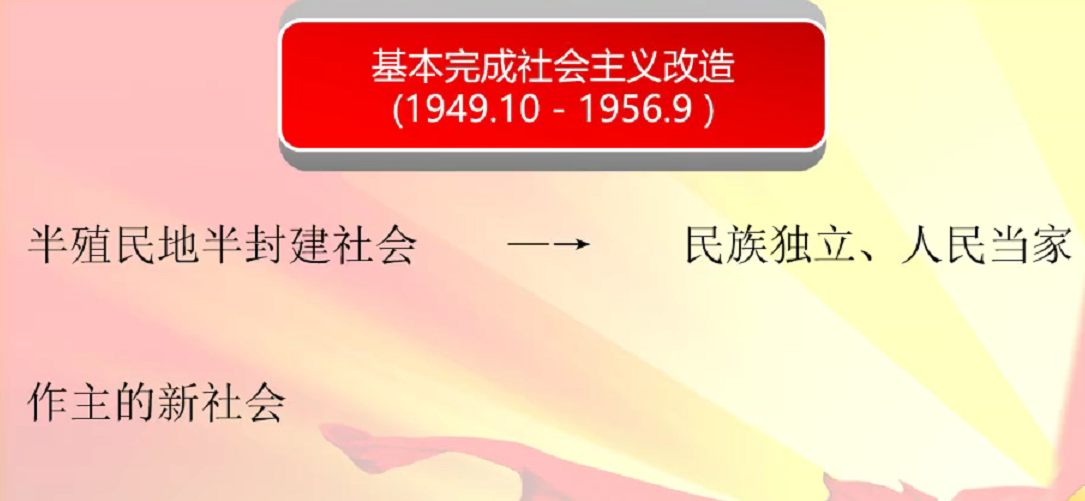 基本完成社会主义改造
(1949.10 - 1956.9 )
半殖民地半封建社会 → 民族独立、人民当家
作主的新社会